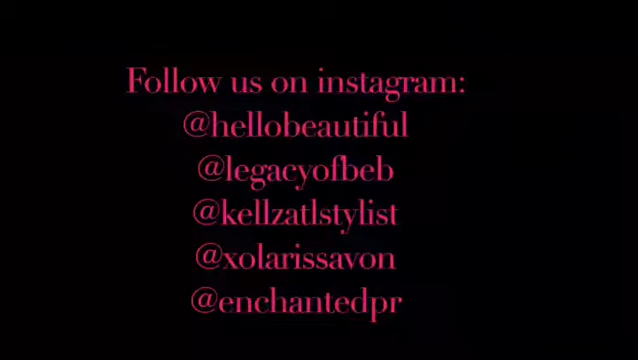 Follow us on instagram:
@hellobeautiful
@legacyofbeb
@kellzatlstylist
@xolarissavon
@enchantedpr